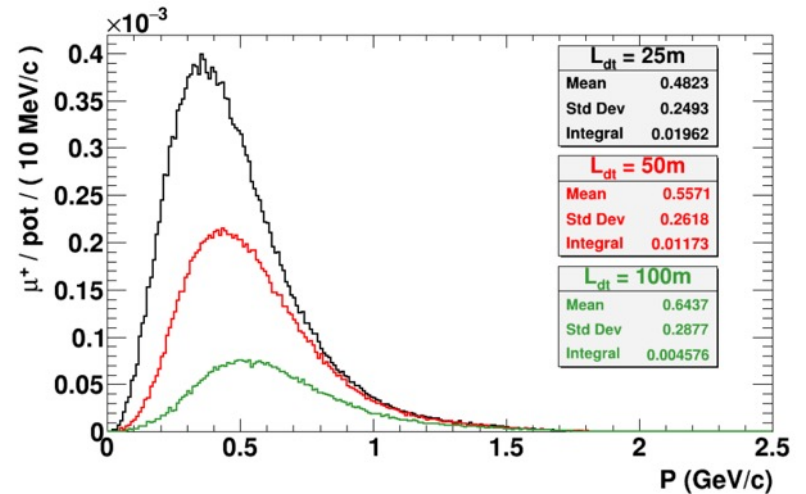 ×10⁻³
μ⁺ / pot / ( 10 MeV/c )
0.4
0.35
0.3
0.25
0.2
0.15
0.1
0.05
0
L_dt = 25m
Mean 0.4823
Std Dev 0.2493
Integral 0.01962
L_dt = 50m
Mean 0.5571
Std Dev 0.2618
Integral 0.01173
L_dt = 100m
Mean 0.6437
Std Dev 0.2877
Integral 0.004576
0 0.5 1 1.5 2 2.5
P (GeV/c)